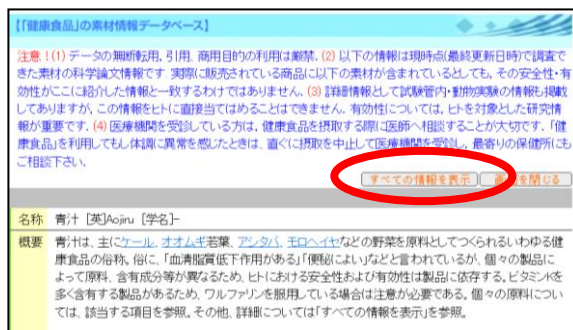 【「健康食品」の素材情報データベース】
注意！(1) データの無断転用, 引用, 商用目的の利用は厳禁. (2) 以下の情報は現時点(最終更新日時)で調査で
きた素材の科学論文情報です. 実際に販売されている商品に以下の素材が含まれているとしても, その安全性・有
効性がここに紹介した情報と一致するわけではありません. (3) 詳細情報として試験管内・動物実験の情報も掲載
してありますが, この情報をヒトに直接当てはめることはできません. 有効性については, ヒトを対象とした研究情
報が重要です. (4) 医療機関を受診している方は, 健康食品を摂取する際に医師へ相談することが大切です. 「健
康食品」を利用してもし体調に異常を感じたときは, 直ぐに摂取を中止して医療機関を受診し, 最寄りの保健所にも
ご相談下さい.
すべての情報を表示 画面を閉じる
名称 青汁 [英]Aojiru [学名]-
概要 青汁は、主にケール、オオムギ若葉、アシタバ、モロヘイヤなどの野菜を原料としてつくられるいわゆる健
康食品の俗称。俗に、「血清脂質低下作用がある」「便秘によい」などと言われているが、個々の製品に
よって原料、含有成分等が異なるため、ヒトにおける安全性および有効性は製品に依存する。ビタミンKを
多く含有する製品があるため、ワルファリンを服用している場合は注意が必要である。個々の原料につい
ては、該当する項目を参照。その他、詳細については「すべての情報を表示」を参照。